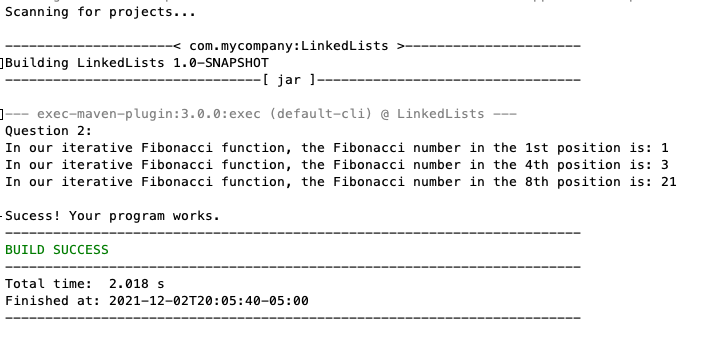 Scanning for projects...
---------------------< com.mycompany:LinkedLists >----------------------
Building LinkedLists 1.0-SNAPSHOT
--------------------------------[ jar ]---------------------------------
--- exec-maven-plugin:3.0.0:exec (default-cli) @ LinkedLists ---
Question 2:
In our iterative Fibonacci function, the Fibonacci number in the 1st position is: 1
In our iterative Fibonacci function, the Fibonacci number in the 4th position is: 3
In our iterative Fibonacci function, the Fibonacci number in the 8th position is: 21
Sucess! Your program works.
------------------------------------------------------------------------
BUILD SUCCESS
------------------------------------------------------------------------
Total time:  2.018 s
Finished at: 2021-12-02T20:05:40-05:00
------------------------------------------------------------------------